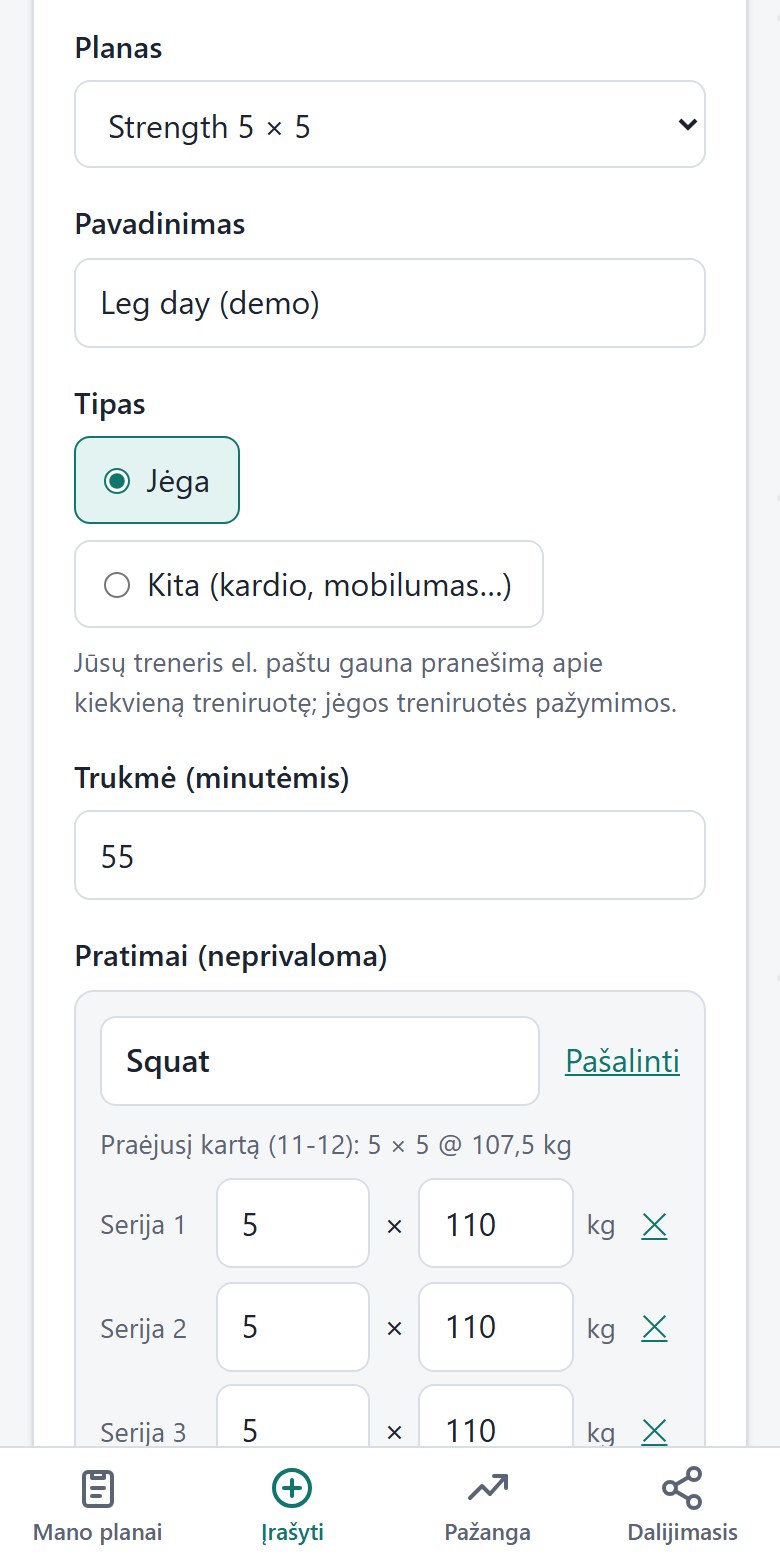 Planas
Strength 5 × 5
Pavadinimas
Leg day (demo)
Tipas
Jėga
Kita (kardio, mobilumas...)
Jūsų treneris el. paštu gauna pranešimą apie
kiekvieną treniruotę; jėgos treniruotės pažymimos.
Trukmė (minutėmis)
55
Pratimai (neprivaloma)
Squat Pašalinti
Praėjusį kartą (11-12): 5 × 5 @ 107,5 kg
Serija 1 5 × 110 kg ×
Serija 2 5 × 110 kg ×
Serija 3 5 × 110 kg ×
Mano planai Įrašyti Pažanga Dalijimasis